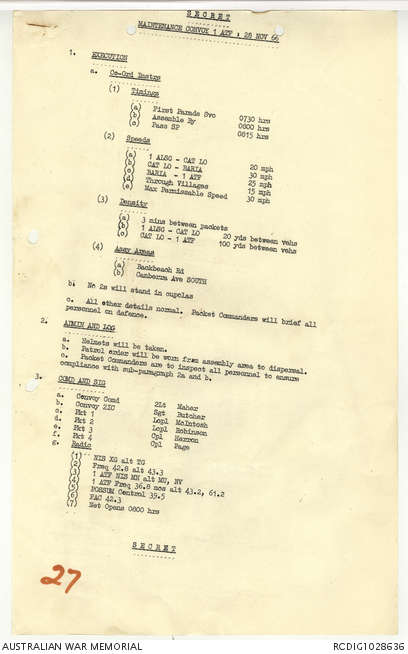 SECRET
MAINTENANCE CONVOY 1 ATF : 28 NOV 66
1. EXECUTION
a. Co-Ord Instrs
(1) Timings
(a) First Parade Svc 0730 hrs
(b) Assemble By 0800 hrs
(c) Pass SP 0815 hrs
(2) Speeds
(a) 1 ALSG - CAT LO 20 mph
(b) CAT LO - BARIA 30 mph
(c) BARIA - 1 ATF 25 mph
(d) Through Villages 15 mph
(e) Max Permissable Speed 30 mph
(3) Density
(a) 3 mins between packets
(b) 1 ALSG - CAT LO 20 yds between vehs
(c) CAT LO - 1 ATF 100 yds between vehs
(4) Assy Areas
(a) Backbeach Rd
(b) Canberra Ave SOUTH
b. No 2s will stand in cupolas
c. All other details normal. Packet Commanders will brief all
personnel on defence.
2. ADMIN AND LOG
a. Helmets will be taken.
b. Patrol order will be worn from assembly area to dispersal.
c. Packet Commanders are to inspect all personnel to ensure
compliance with sub-paragraph 2a and b.
3. COMD AND SIG
a. Convoy Comd 2Lt Maher
b. Convoy 2IC Sgt Butcher
c. Pkt 1 Lcpl McIntosh
d. Pkt 2 Lcpl Robinson
e. Pkt 3 Cpl Herron
f. Pkt 4 Cpl Page
g. Radio
(1) NIS XG alt TG
(2) Freq 42.8 alt 43.3
(3) 1 ATF NIS MN alt MU, NV
(4) 1 ATF Freq 36.8 mcs alt 43.2, 61.2
(5) POSSUM Control 39.5
(6) FAC 42.3
(7) Net Opens 0800 hrs
SECRET
27
AUSTRALIAN WAR MEMORIAL
RCDIG1028636